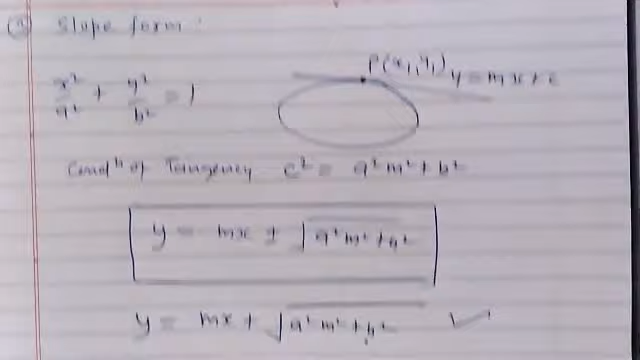 (3) Slope form :
x²/a² + y²/b² = 1
P(x₁,y₁) y = mx + c
Condⁿ of Tangency c² = a²m² + b²
y = mx ± √a²m² + b²
y = mx + √a²m² + b² ✓